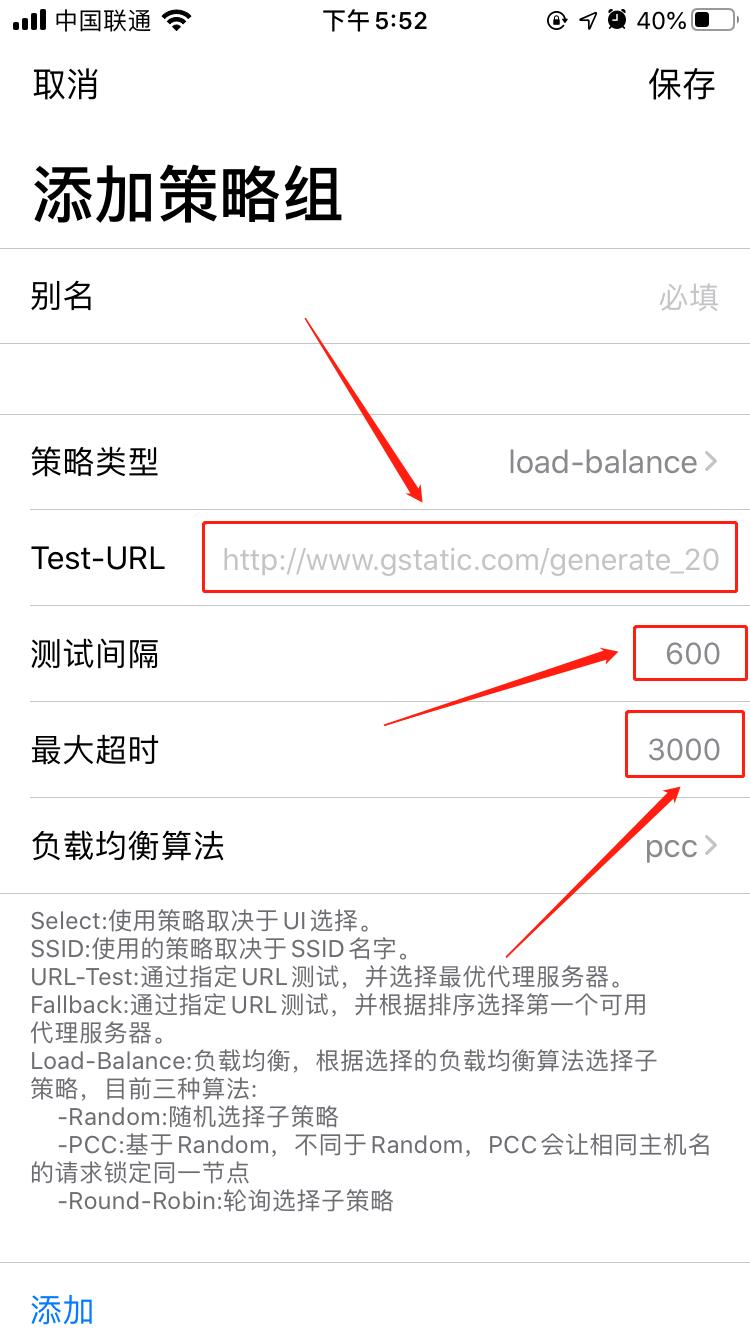 中国联通 下午5:52 40%
取消 保存
添加策略组
别名 必填
策略类型 load-balance
Test-URL http://www.gstatic.com/generate_20
测试间隔 600
最大超时 3000
负载均衡算法 pcc
Select:使用策略取决于UI选择。
SSID:使用的策略取决于SSID名字。
URL-Test:通过指定URL测试，并选择最优代理服务器。
Fallback:通过指定URL测试，并根据排序选择第一个可用
代理服务器。
Load-Balance:负载均衡，根据选择的负载均衡算法选择子
策略，目前三种算法:
-Random:随机选择子策略
-PCC:基于Random，不同于Random，PCC会让相同主机名
的请求锁定同一节点
-Round-Robin:轮询选择子策略
添加